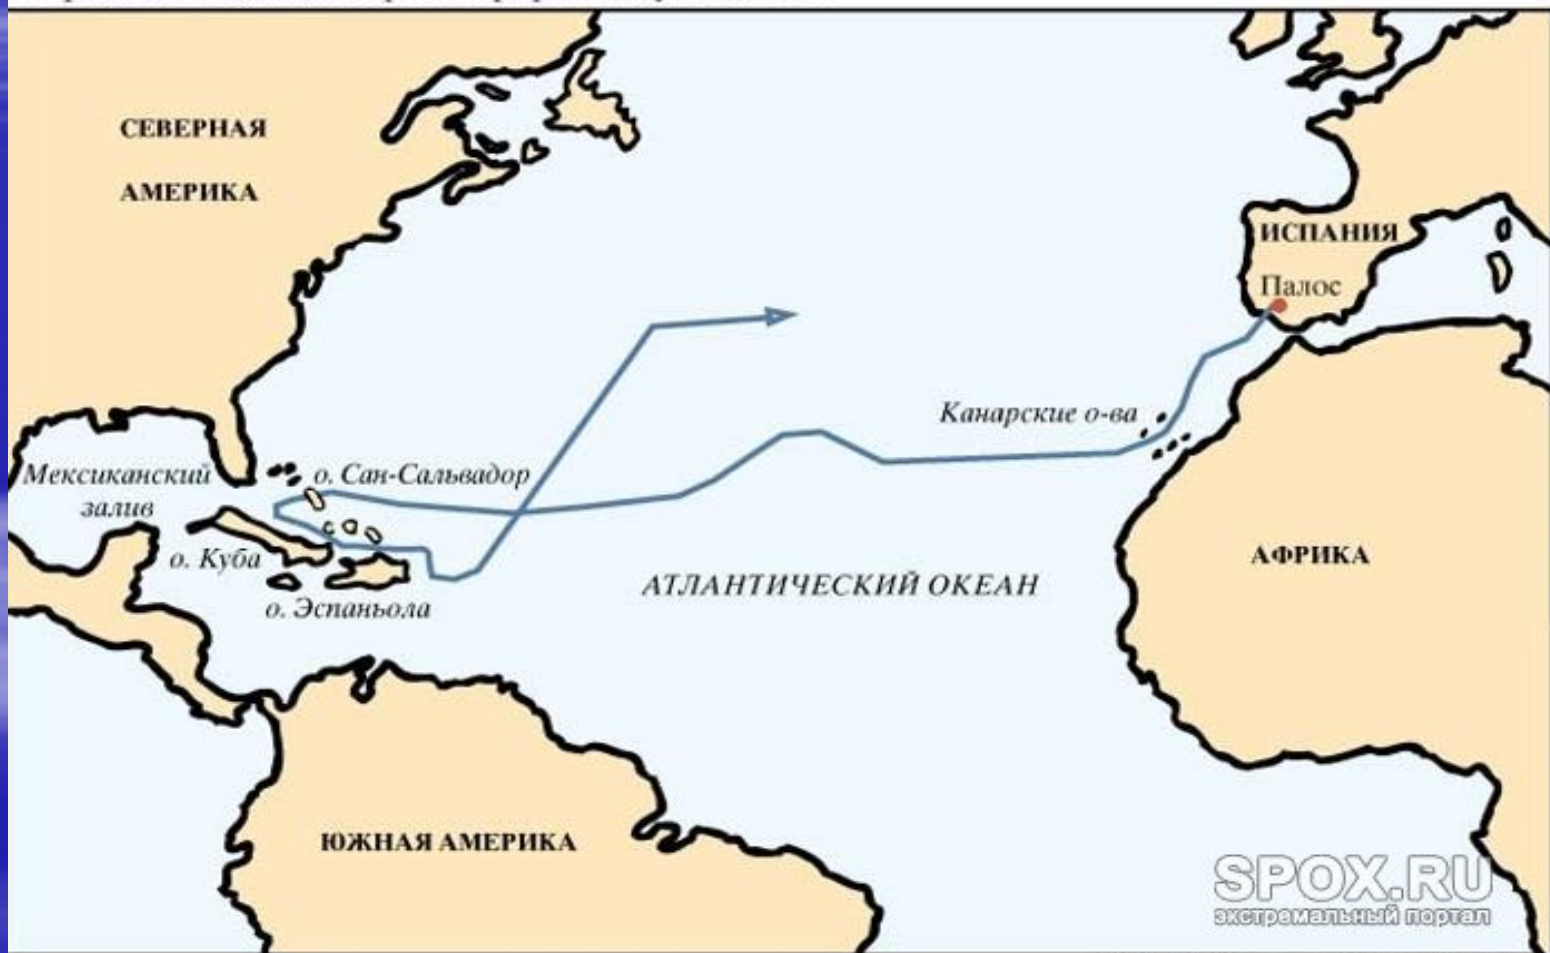 СЕВЕРНАЯ
АМЕРИКА
ИСПАНИЯ
Палос
Канарские о-ва
Мексиканский
залив
о. Сан-Сальвадор
о. Куба
о. Эспаньола
АТЛАНТИЧЕСКИЙ ОКЕАН
АФРИКА
ЮЖНАЯ АМЕРИКА
SPOX.RU
экстремальный портал